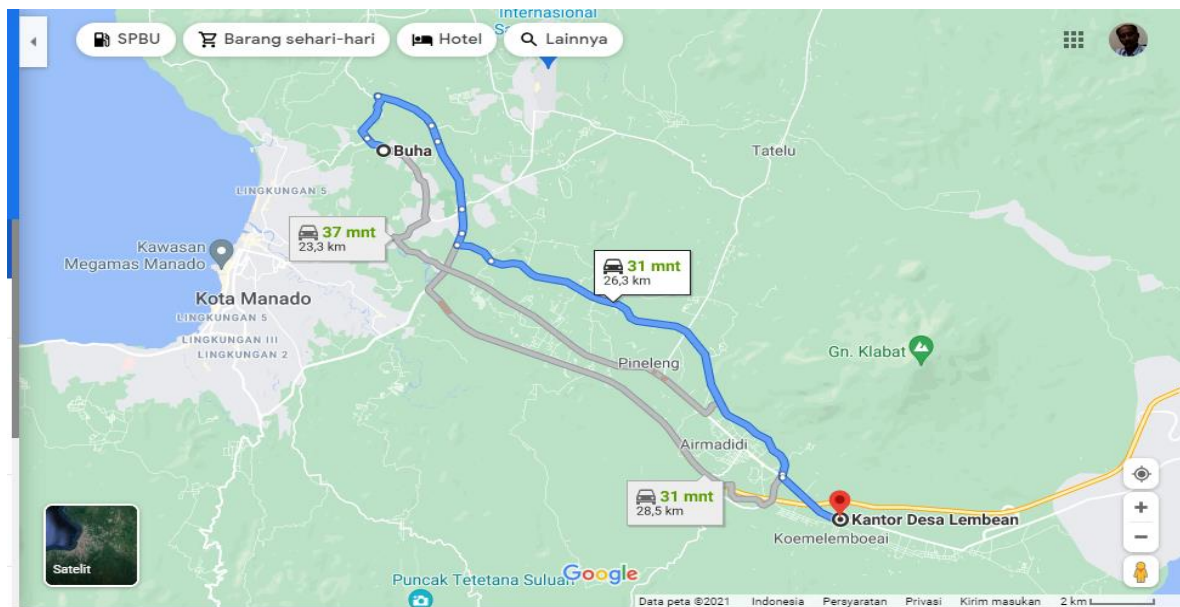 SPBU
Barang sehari-hari
Hotel
Lainnya
Internasional
Buha
Tatelu
LINGKUNGAN 5
37 mnt
23,3 km
Kawasan
Megamas Manado
31 mnt
26,3 km
Kota Manado
LINGKUNGAN 5
LINGKUNGAN III
LINGKUNGAN 2
Gn. Klabat
Pineleng
Airmadidi
31 mnt
28,5 km
Kantor Desa Lembean
Koemelemboeai
Satelit
Puncak Tetetana Suluan
Google
Data peta ©2021 Indonesia Persyaratan Privasi Kirim masukan 2 km